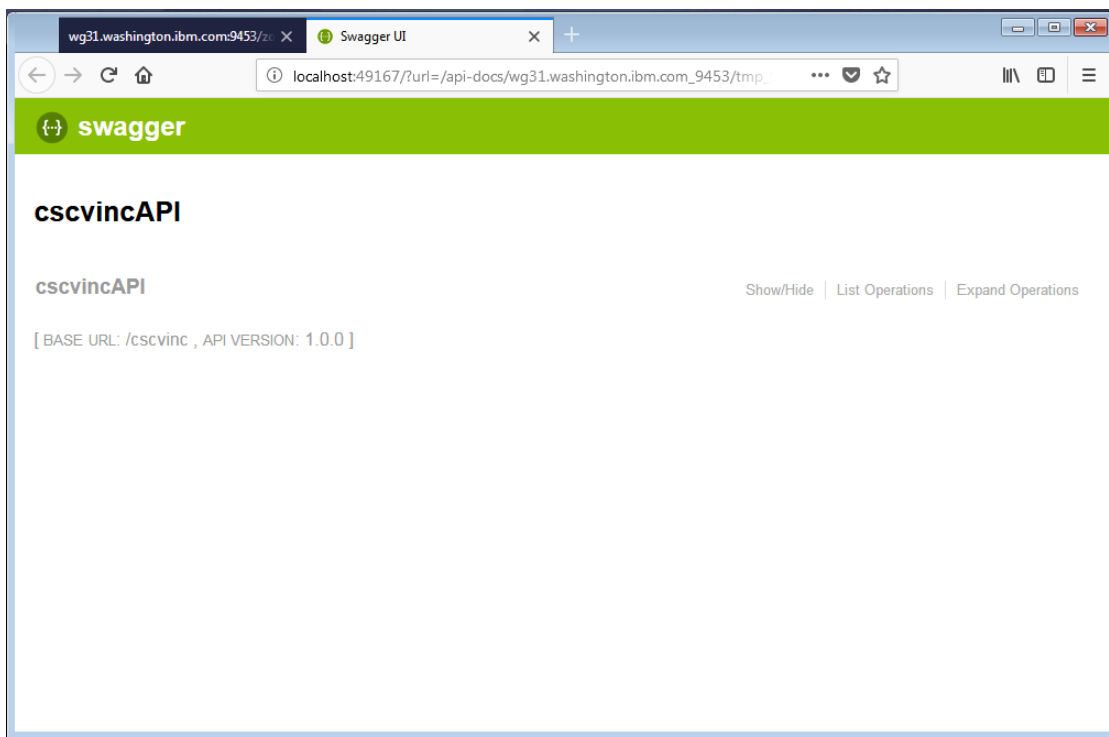 wg31.washington.ibm.com:9453/zc
Swagger UI
localhost:49167/?url=/api-docs/wg31.washington.ibm.com_9453/tmp_
swagger
cscvincAPI
cscvincAPI Show/Hide List Operations Expand Operations
[ BASE URL: /cscvinc , API VERSION: 1.0.0 ]